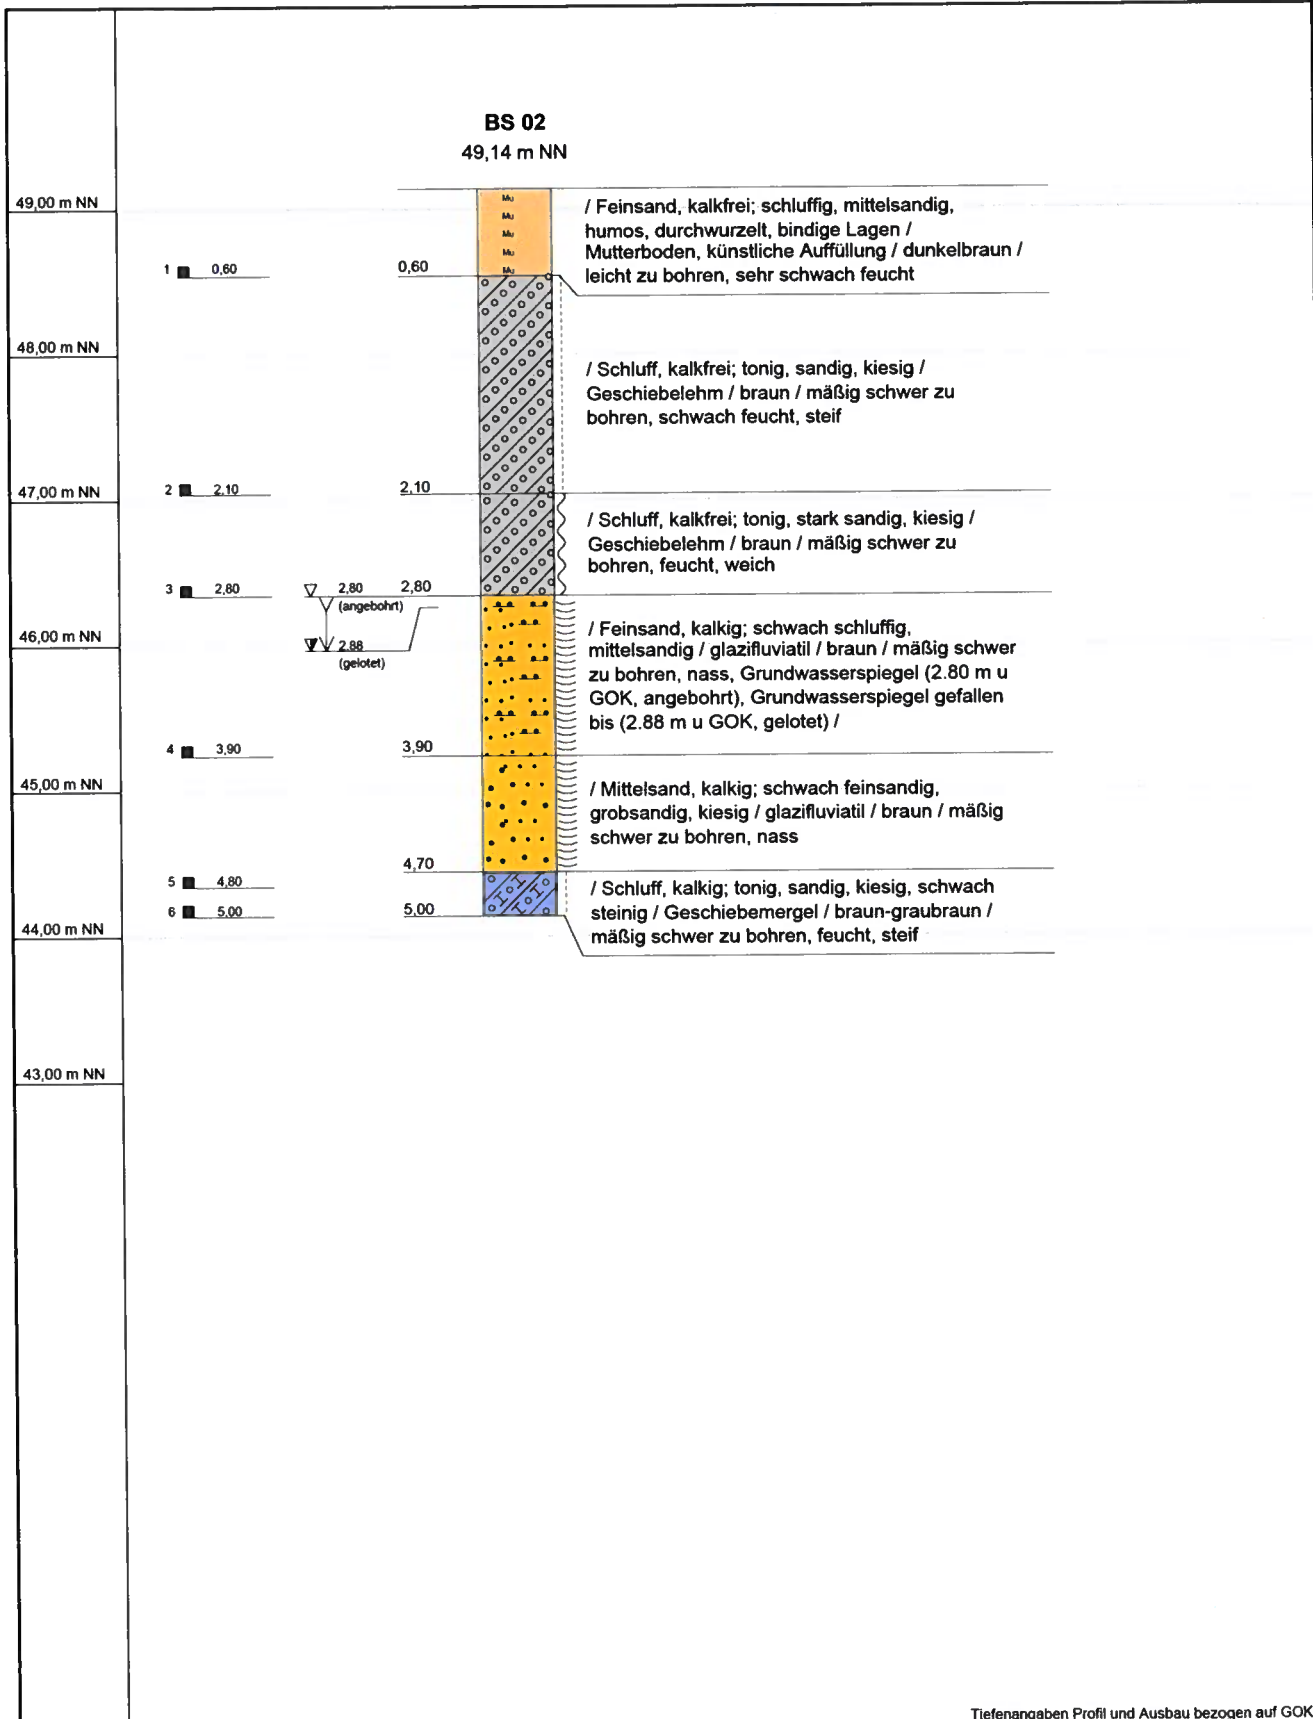 BS 02
49,14 m NN
49,00 m NN
Mu
Mu
Mu
Mu
Mu
/ Feinsand, kalkfrei; schluffig, mittelsandig,
humos, durchwurzelt, bindige Lagen /
Mutterboden, künstliche Auffüllung / dunkelbraun /
leicht zu bohren, sehr schwach feucht
1 0,60 0,60
48,00 m NN
/ Schluff, kalkfrei; tonig, sandig, kiesig /
Geschiebelehm / braun / mäßig schwer zu
bohren, schwach feucht, steif
47,00 m NN
2 2,10 2,10
/ Schluff, kalkfrei; tonig, stark sandig, kiesig /
Geschiebelehm / braun / mäßig schwer zu
bohren, feucht, weich
3 2,80 2,80 2,80
(angebohrt)
46,00 m NN
2.88
(gelotet)
/ Feinsand, kalkig; schwach schluffig,
mittelsandig / glazifluviatil / braun / mäßig schwer
zu bohren, nass, Grundwasserspiegel (2.80 m u
GOK, angebohrt), Grundwasserspiegel gefallen
bis (2.88 m u GOK, gelotet) /
4 3,90 3,90
45,00 m NN
/ Mittelsand, kalkig; schwach feinsandig,
grobsandig, kiesig / glazifluviatil / braun / mäßig
schwer zu bohren, nass
4,70
5 4,80
6 5,00 5,00
/ Schluff, kalkig; tonig, sandig, kiesig, schwach
steinig / Geschiebemergel / braun-graubraun /
mäßig schwer zu bohren, feucht, steif
44,00 m NN
43,00 m NN
Tiefenangaben Profil und Ausbau bezogen auf GOK